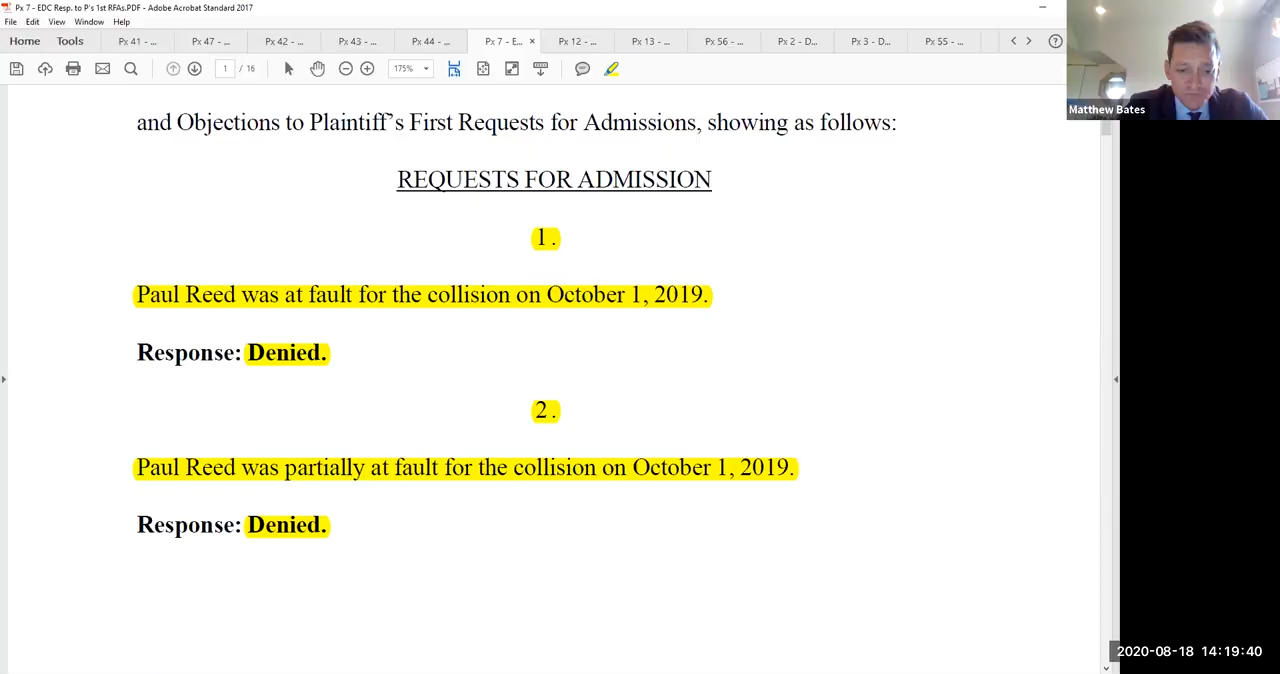 Px 7 - EDC Resp. to P's 1st RFAs.PDF - Adobe Acrobat Standard 2017
File Edit View Window Help
Home Tools Px 41 - ... Px 47 - ... Px 42 - ... Px 43 - ... Px 44 - ... Px 7 - E... × Px 12 - ... Px 13 - ... Px 56 - ... Px 2 - D... Px 3 - D... Px 55 - ...
1 / 16 175%
Matthew Bates
and Objections to Plaintiff’s First Requests for Admissions, showing as follows:
REQUESTS FOR ADMISSION
1.
Paul Reed was at fault for the collision on October 1, 2019.
Response: Denied.
2.
Paul Reed was partially at fault for the collision on October 1, 2019.
Response: Denied.
2020-08-18 14:19:40